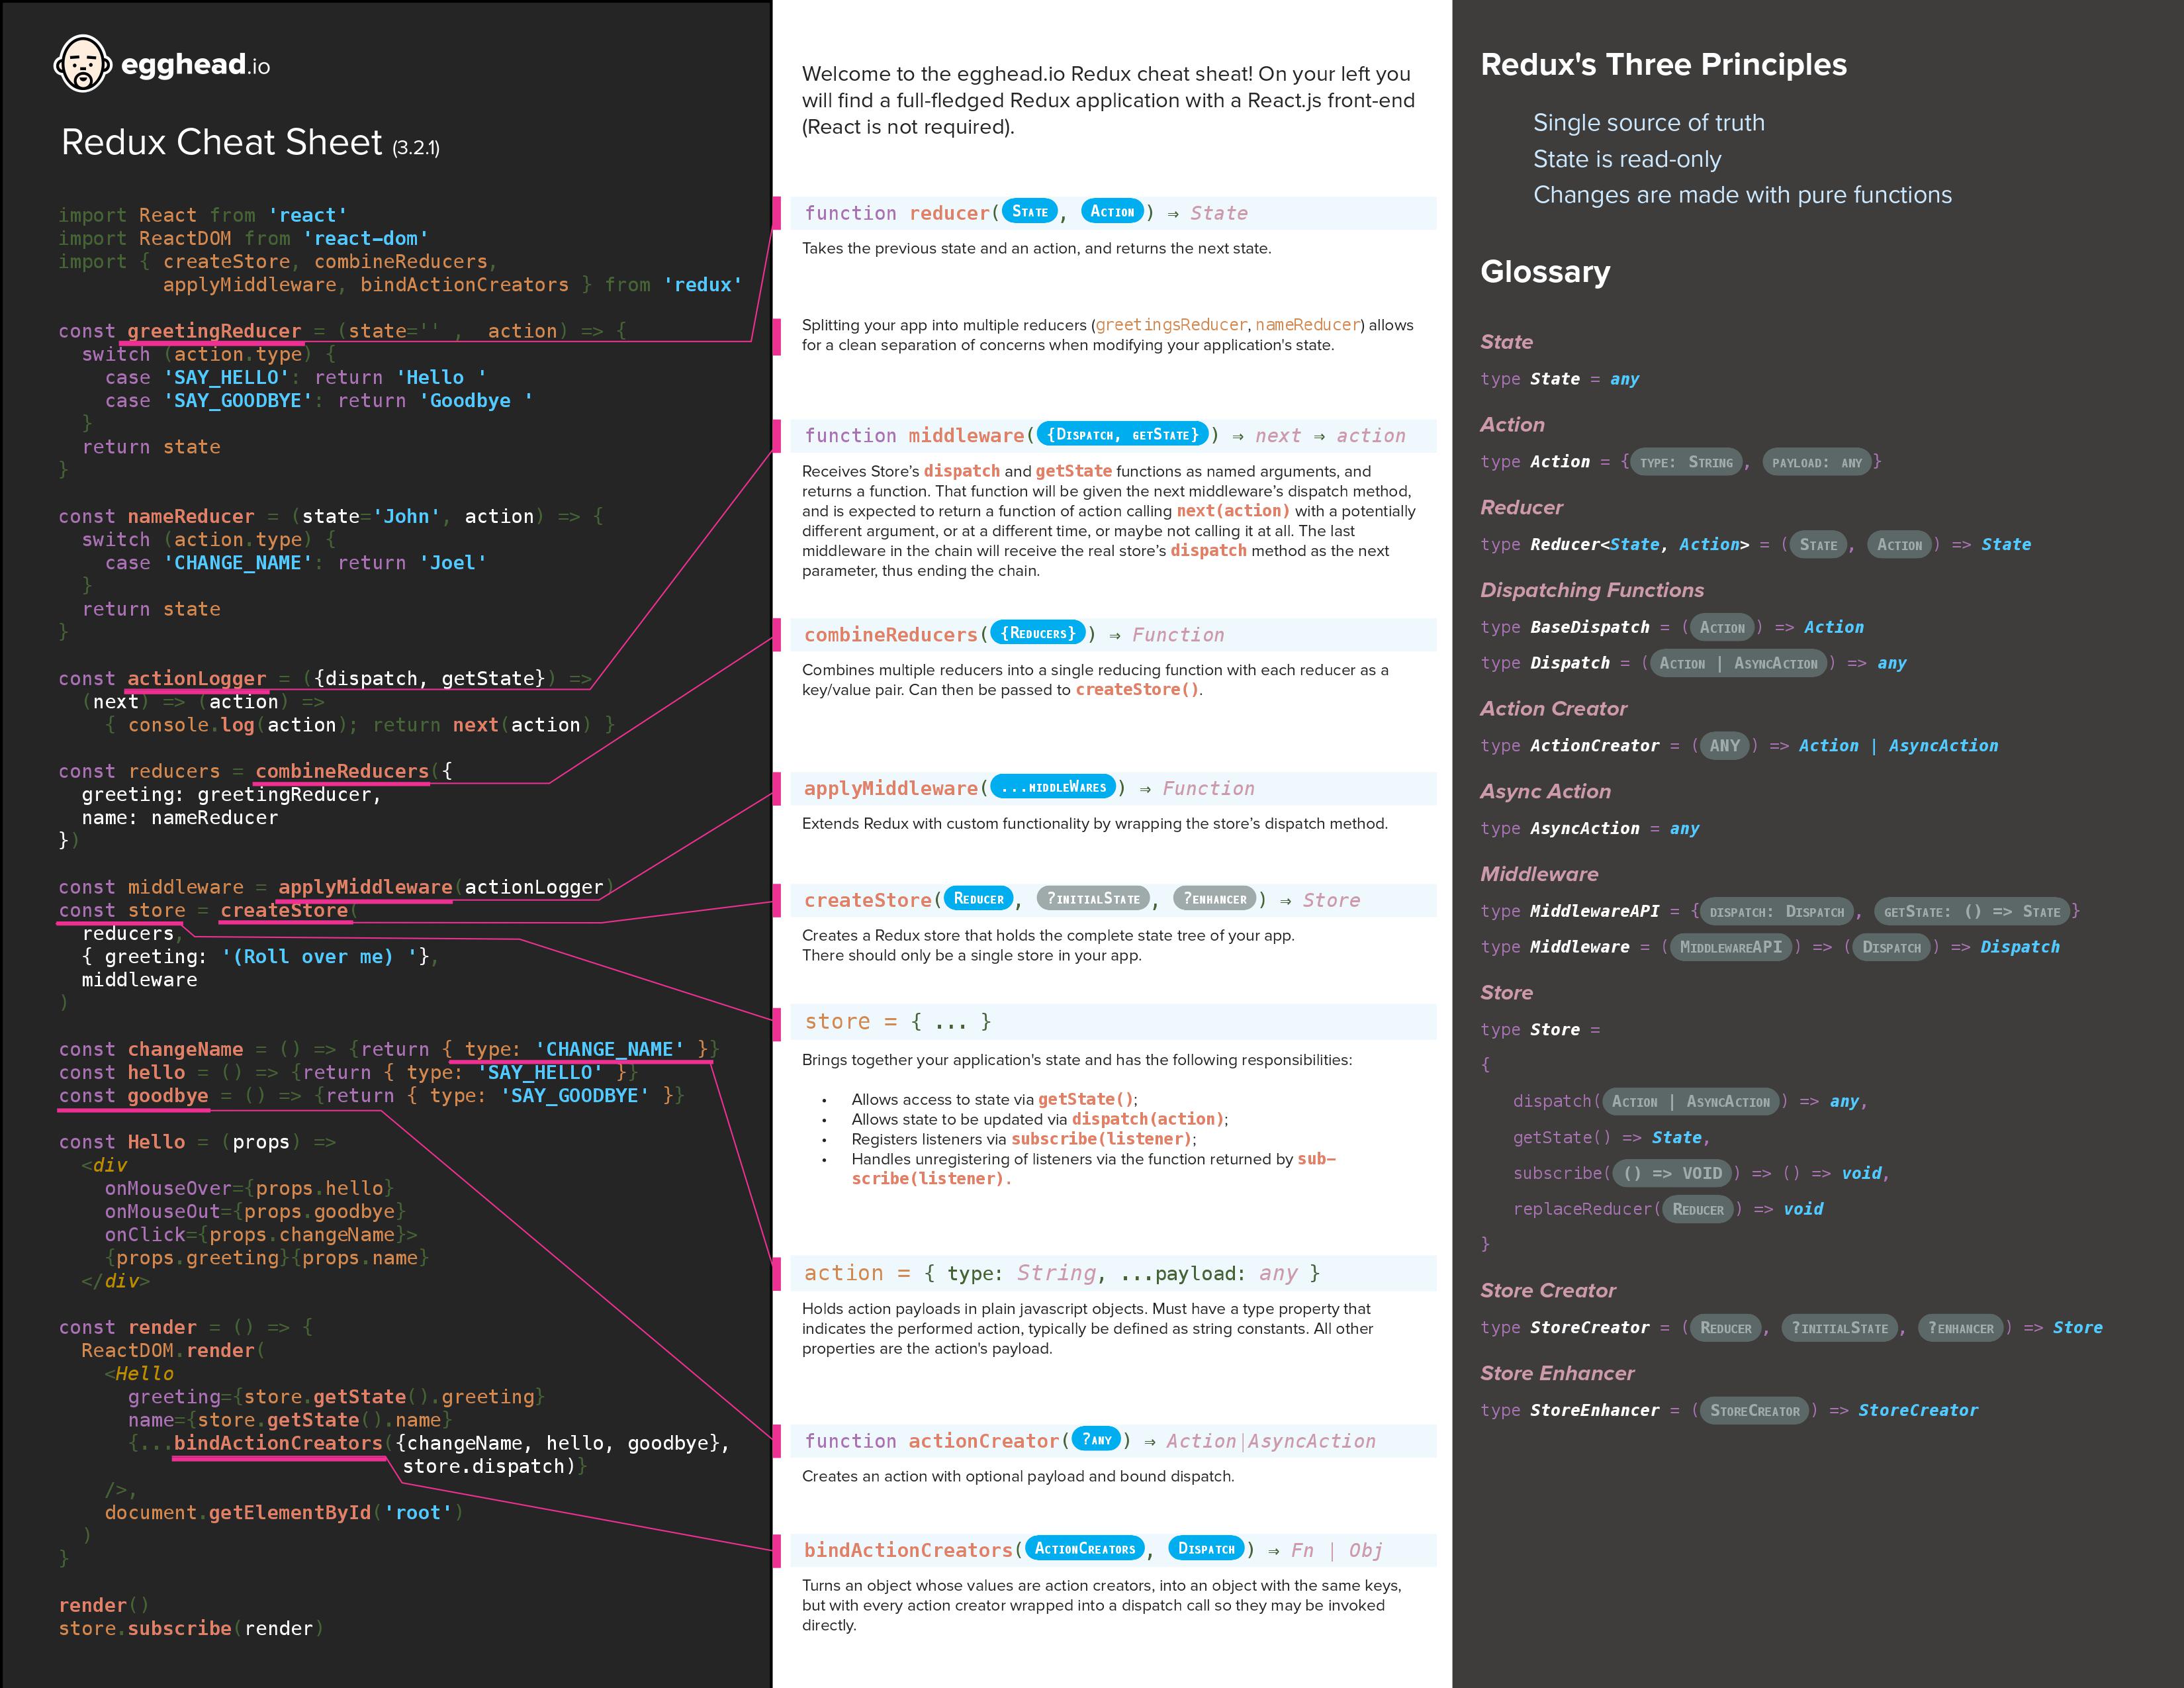 egghead.io
Redux Cheat Sheet (3.2.1)
import React from 'react'
import ReactDOM from 'react-dom'
import { createStore, combineReducers,
applyMiddleware, bindActionCreators } from 'redux'
const greetingReducer = (state='' , action) => {
switch (action.type) {
case 'SAY_HELLO': return 'Hello '
case 'SAY_GOODBYE': return 'Goodbye '
}
return state
}
const nameReducer = (state='John', action) => {
switch (action.type) {
case 'CHANGE_NAME': return 'Joel'
}
return state
}
const actionLogger = ({dispatch, getState}) =>
(next) => (action) =>
{ console.log(action); return next(action) }
const reducers = combineReducers({
greeting: greetingReducer,
name: nameReducer
})
const middleware = applyMiddleware(actionLogger)
const store = createStore(
reducers,
{ greeting: '(Roll over me) '},
middleware
)
const changeName = () => {return { type: 'CHANGE_NAME' }}
const hello = () => {return { type: 'SAY_HELLO' }}
const goodbye = () => {return { type: 'SAY_GOODBYE' }}
const Hello = (props) =>
<div
onMouseOver={props.hello}
onMouseOut={props.goodbye}
onClick={props.changeName}>
{props.greeting}{props.name}
</div>
const render = () => {
ReactDOM.render(
<Hello
greeting={store.getState().greeting}
name={store.getState().name}
{...bindActionCreators({changeName, hello, goodbye},
store.dispatch)}
/>,
document.getElementById('root')
)
}
render()
store.subscribe(render)
Welcome to the egghead.io Redux cheat sheat! On your left you
will find a full-fledged Redux application with a React.js front-end
(React is not required).
function reducer(State, Action) ⇒ State
Takes the previous state and an action, and returns the next state.
Splitting your app into multiple reducers (greetingsReducer, nameReducer) allows
for a clean separation of concerns when modifying your application's state.
function middleware({Dispatch, getState}) ⇒ next ⇒ action
Receives Store’s dispatch and getState functions as named arguments, and
returns a function. That function will be given the next middleware’s dispatch method,
and is expected to return a function of action calling next(action) with a potentially
different argument, or at a different time, or maybe not calling it at all. The last
middleware in the chain will receive the real store’s dispatch method as the next
parameter, thus ending the chain.
combineReducers({Reducers}) ⇒ Function
Combines multiple reducers into a single reducing function with each reducer as a
key/value pair. Can then be passed to createStore().
applyMiddleware(...middleWares) ⇒ Function
Extends Redux with custom functionality by wrapping the store’s dispatch method.
createStore(Reducer, ?initialState, ?enhancer) ⇒ Store
Creates a Redux store that holds the complete state tree of your app.
There should only be a single store in your app.
store = { ... }
Brings together your application's state and has the following responsibilities:
• Allows access to state via getState();
• Allows state to be updated via dispatch(action);
• Registers listeners via subscribe(listener);
• Handles unregistering of listeners via the function returned by sub-
scribe(listener).
action = { type: String, ...payload: any }
Holds action payloads in plain javascript objects. Must have a type property that
indicates the performed action, typically be defined as string constants. All other
properties are the action's payload.
function actionCreator(?any) ⇒ Action|AsyncAction
Creates an action with optional payload and bound dispatch.
bindActionCreators(ActionCreators, Dispatch) ⇒ Fn | Obj
Turns an object whose values are action creators, into an object with the same keys,
but with every action creator wrapped into a dispatch call so they may be invoked
directly.
Redux's Three Principles
Single source of truth
State is read-only
Changes are made with pure functions
Glossary
State
type State = any
Action
type Action = {type: String, payload: any}
Reducer
type Reducer<State, Action> = (State, Action) => State
Dispatching Functions
type BaseDispatch = (Action) => Action
type Dispatch = (Action | AsyncAction) => any
Action Creator
type ActionCreator = (ANY) => Action | AsyncAction
Async Action
type AsyncAction = any
Middleware
type MiddlewareAPI = {dispatch: Dispatch, getState: () => State}
type Middleware = (MiddlewareAPI) => (Dispatch) => Dispatch
Store
type Store =
{
dispatch(Action | AsyncAction) => any,
getState() => State,
subscribe(() => VOID) => () => void,
replaceReducer(Reducer) => void
}
Store Creator
type StoreCreator = (Reducer, ?initialState, ?enhancer) => Store
Store Enhancer
type StoreEnhancer = (StoreCreator) => StoreCreator